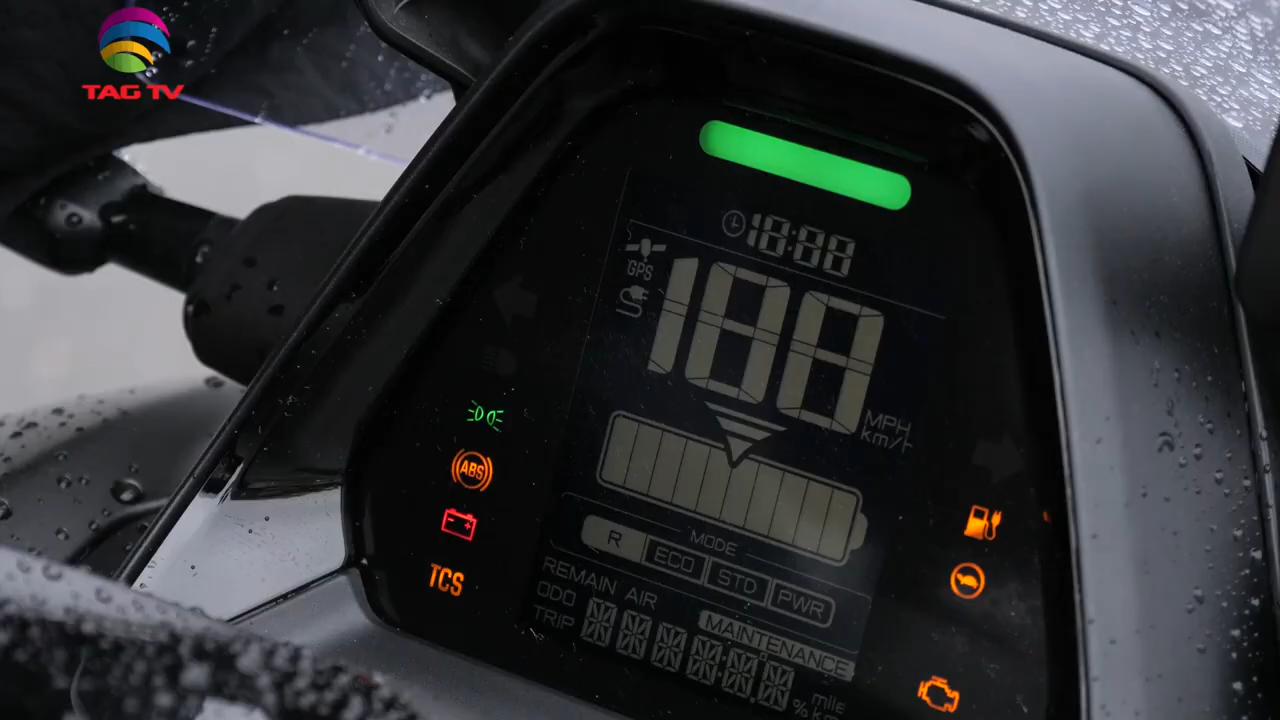 TAG TV
18:88
GPS
188
MPH
km/h
ABS
MODE
R ECO STD PWR
TCS
REMAIN AIR
ODO
TRIP
MAINTENANCE
mile
% km